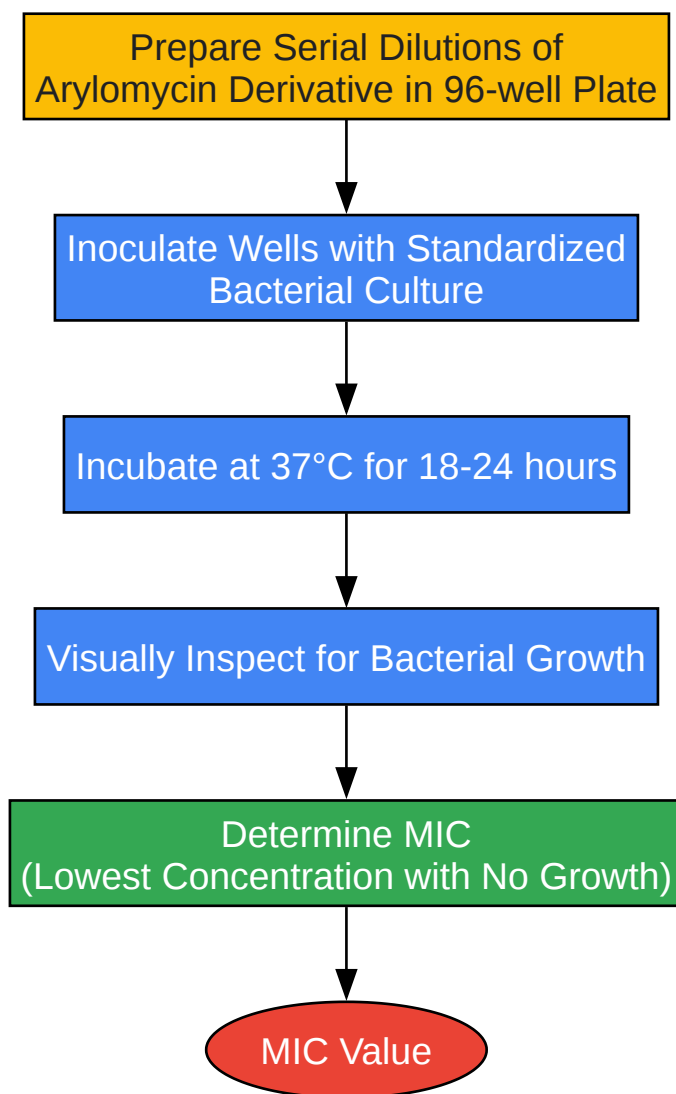 Prepare Serial Dilutions of
Arylomycin Derivative in 96-well Plate
Inoculate Wells with Standardized
Bacterial Culture
Incubate at 37°C for 18-24 hours
Visually Inspect for Bacterial Growth
Determine MIC
(Lowest Concentration with No Growth)
MIC Value